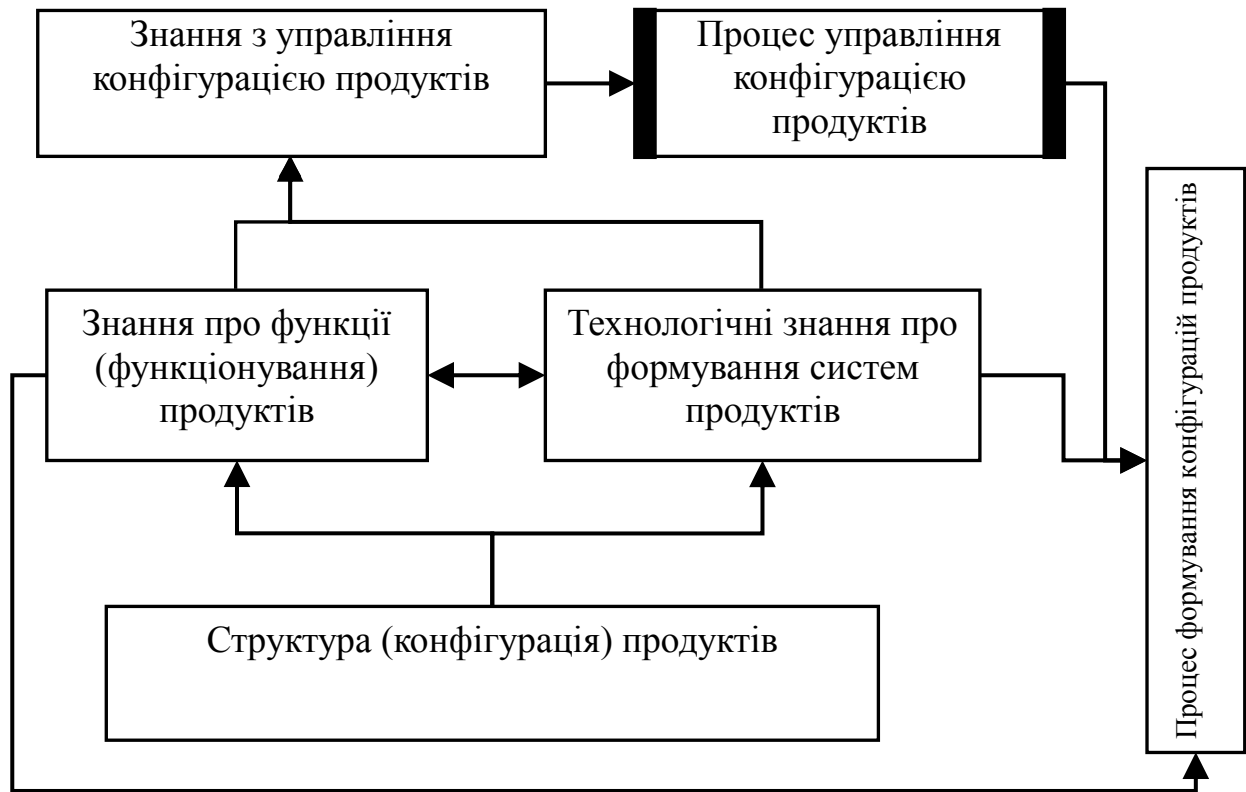 Знання з управління
конфігурацією продуктів
Процес управління
конфігурацією
продуктів
Знання про функції
(функціонування)
продуктів
Технологічні знання про
формування систем
продуктів
Процес формування конфігурацій продуктів
Структура (конфігурація) продуктів